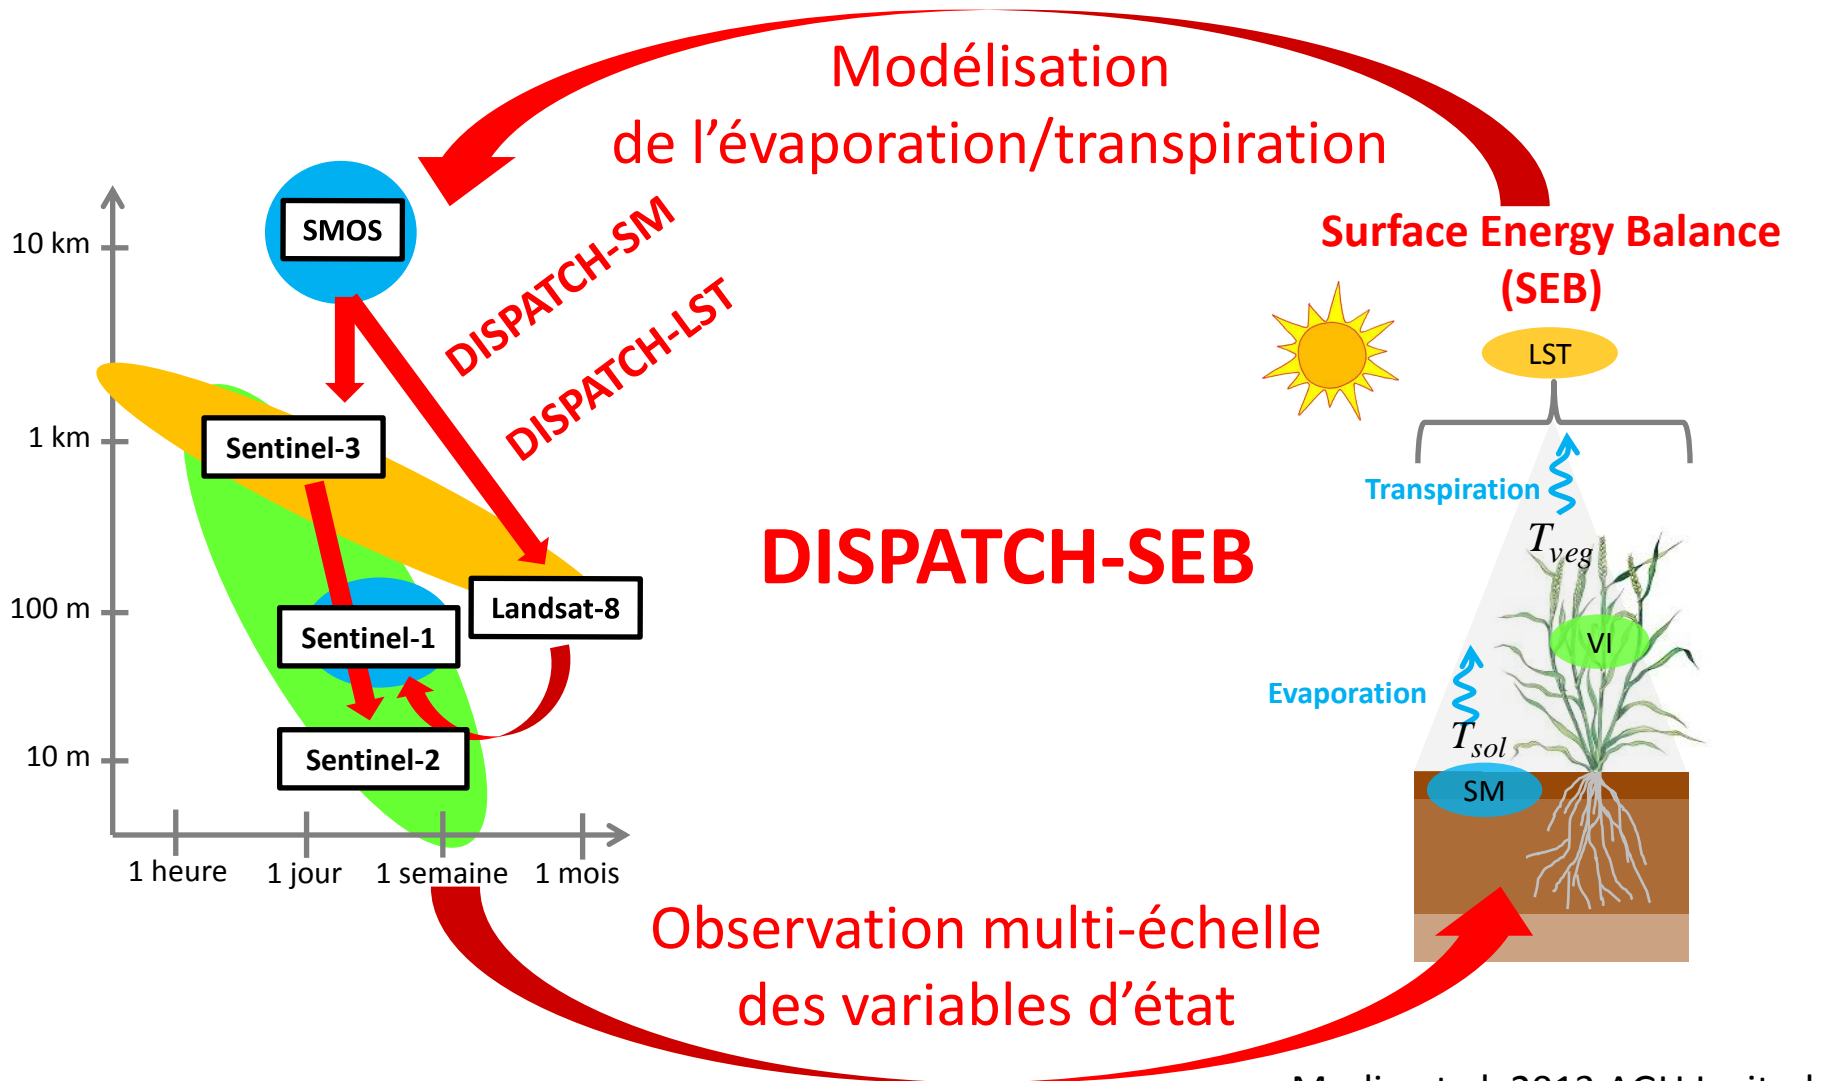 Modélisation
de l'évaporation/transpiration
SMOS
10 km
DISPATCH-SM
DISPATCH-LST
Surface Energy Balance
(SEB)
LST
Sentinel-3
1 km
Transpiration
T_veg
DISPATCH-SEB
Landsat-8
100 m
Sentinel-1
VI
Evaporation
T_sol
Sentinel-2
10 m
SM
1 heure
1 jour
1 semaine
1 mois
Observation multi-échelle
des variables d'état